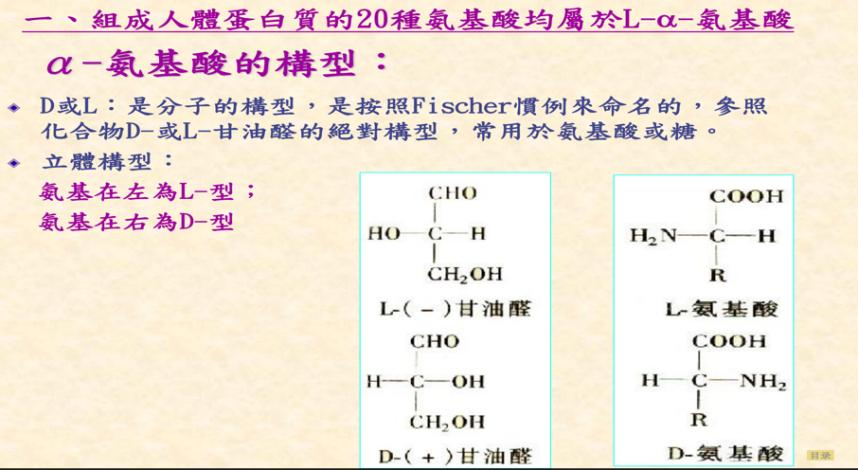 一、組成人體蛋白質的20種氨基酸均屬於L-α-氨基酸
α-氨基酸的構型：
D或L：是分子的構型，是按照Fischer慣例來命名的，參照
化合物D-或L-甘油醛的絕對構型，常用於氨基酸或糖。
立體構型：
氨基在左為L-型；
氨基在右為D-型
CHO
HO—C—H
CH₂OH
L-(-)甘油醛
CHO
H—C—OH
CH₂OH
D-(+)甘油醛
COOH
H₂N—C—H
R
L-氨基酸
COOH
H—C—NH₂
R
D-氨基酸
目录